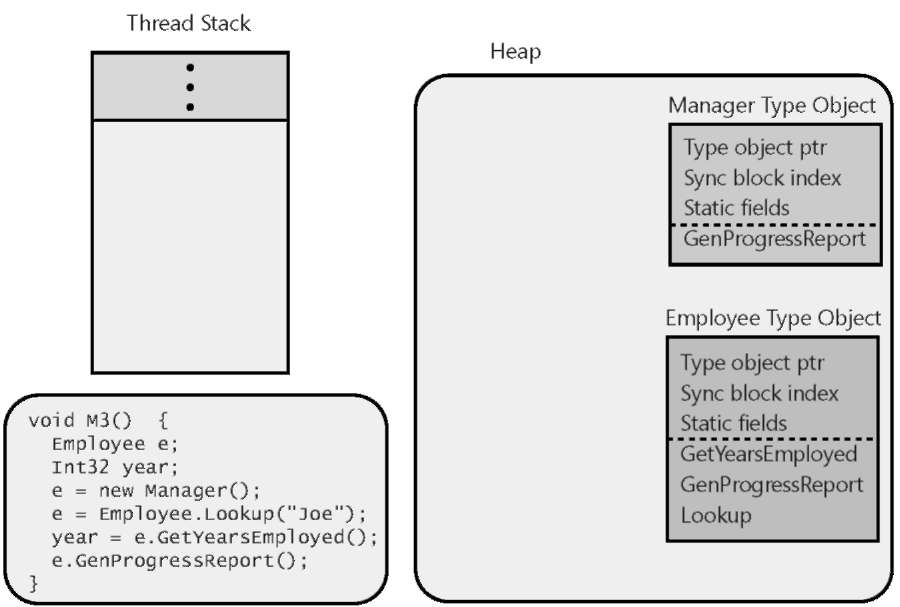 Thread Stack
Heap
Manager Type Object
Type object ptr
Sync block index
Static fields
GenProgressReport
Employee Type Object
Type object ptr
Sync block index
Static fields
GetYearsEmployed
GenProgressReport
Lookup
void M3()  {
  Employee e;
  Int32 year;
  e = new Manager();
  e = Employee.Lookup("Joe");
  year = e.GetYearsEmployed();
  e.GenProgressReport();
}